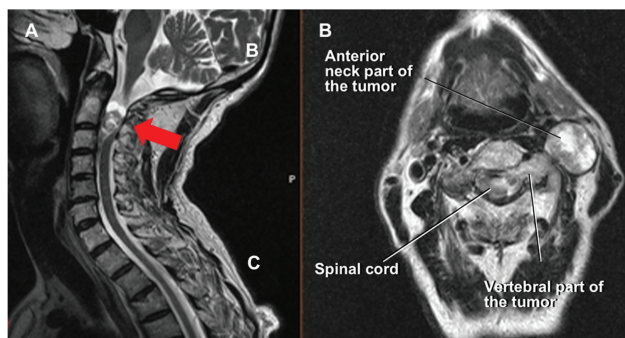 A
B
P
C
B
Anterior
neck part of
the tumor
Spinal cord
Vertebral part of
the tumor